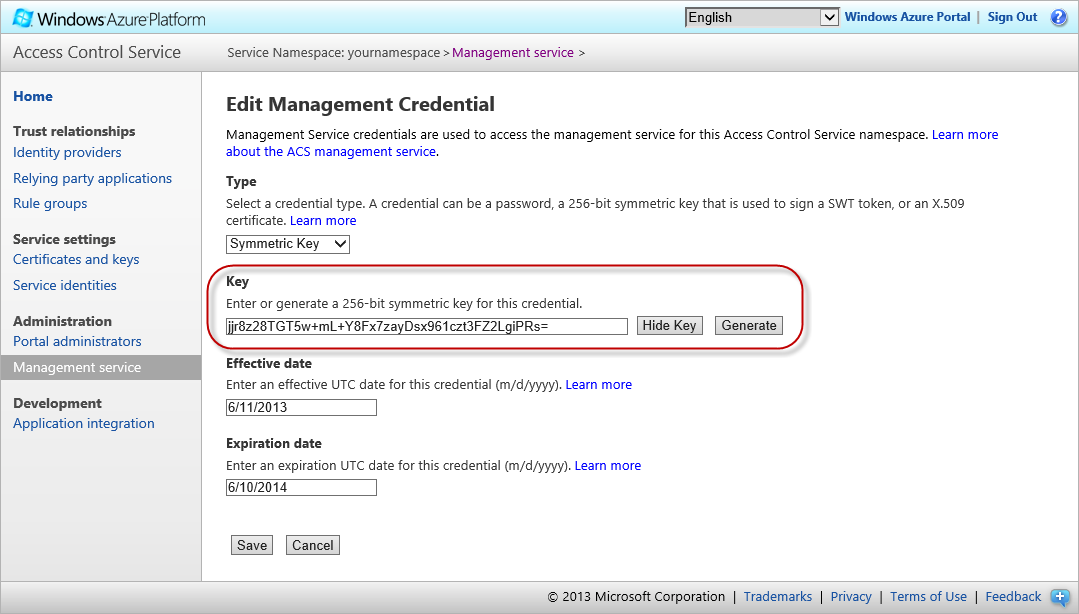 Windows Azure Platform
English
Windows Azure Portal | Sign Out
Access Control Service
Service Namespace: yournamespace > Management service >
Home
Trust relationships
Identity providers
Relying party applications
Rule groups
Service settings
Certificates and keys
Service identities
Administration
Portal administrators
Management service
Development
Application integration
Edit Management Credential
Management Service credentials are used to access the management service for this Access Control Service namespace. Learn more
about the ACS management service.
Type
Select a credential type. A credential can be a password, a 256-bit symmetric key that is used to sign a SWT token, or an X.509
certificate. Learn more
Symmetric Key
Key
Enter or generate a 256-bit symmetric key for this credential.
jjr8z28TGT5w+mL+Y8Fx7zayDsx961czt3FZ2LgiPRs=
Hide Key
Generate
Effective date
Enter an effective UTC date for this credential (m/d/yyyy). Learn more
6/11/2013
Expiration date
Enter an expiration UTC date for this credential (m/d/yyyy). Learn more
6/10/2014
Save
Cancel
© 2013 Microsoft Corporation | Trademarks | Privacy | Terms of Use | Feedback